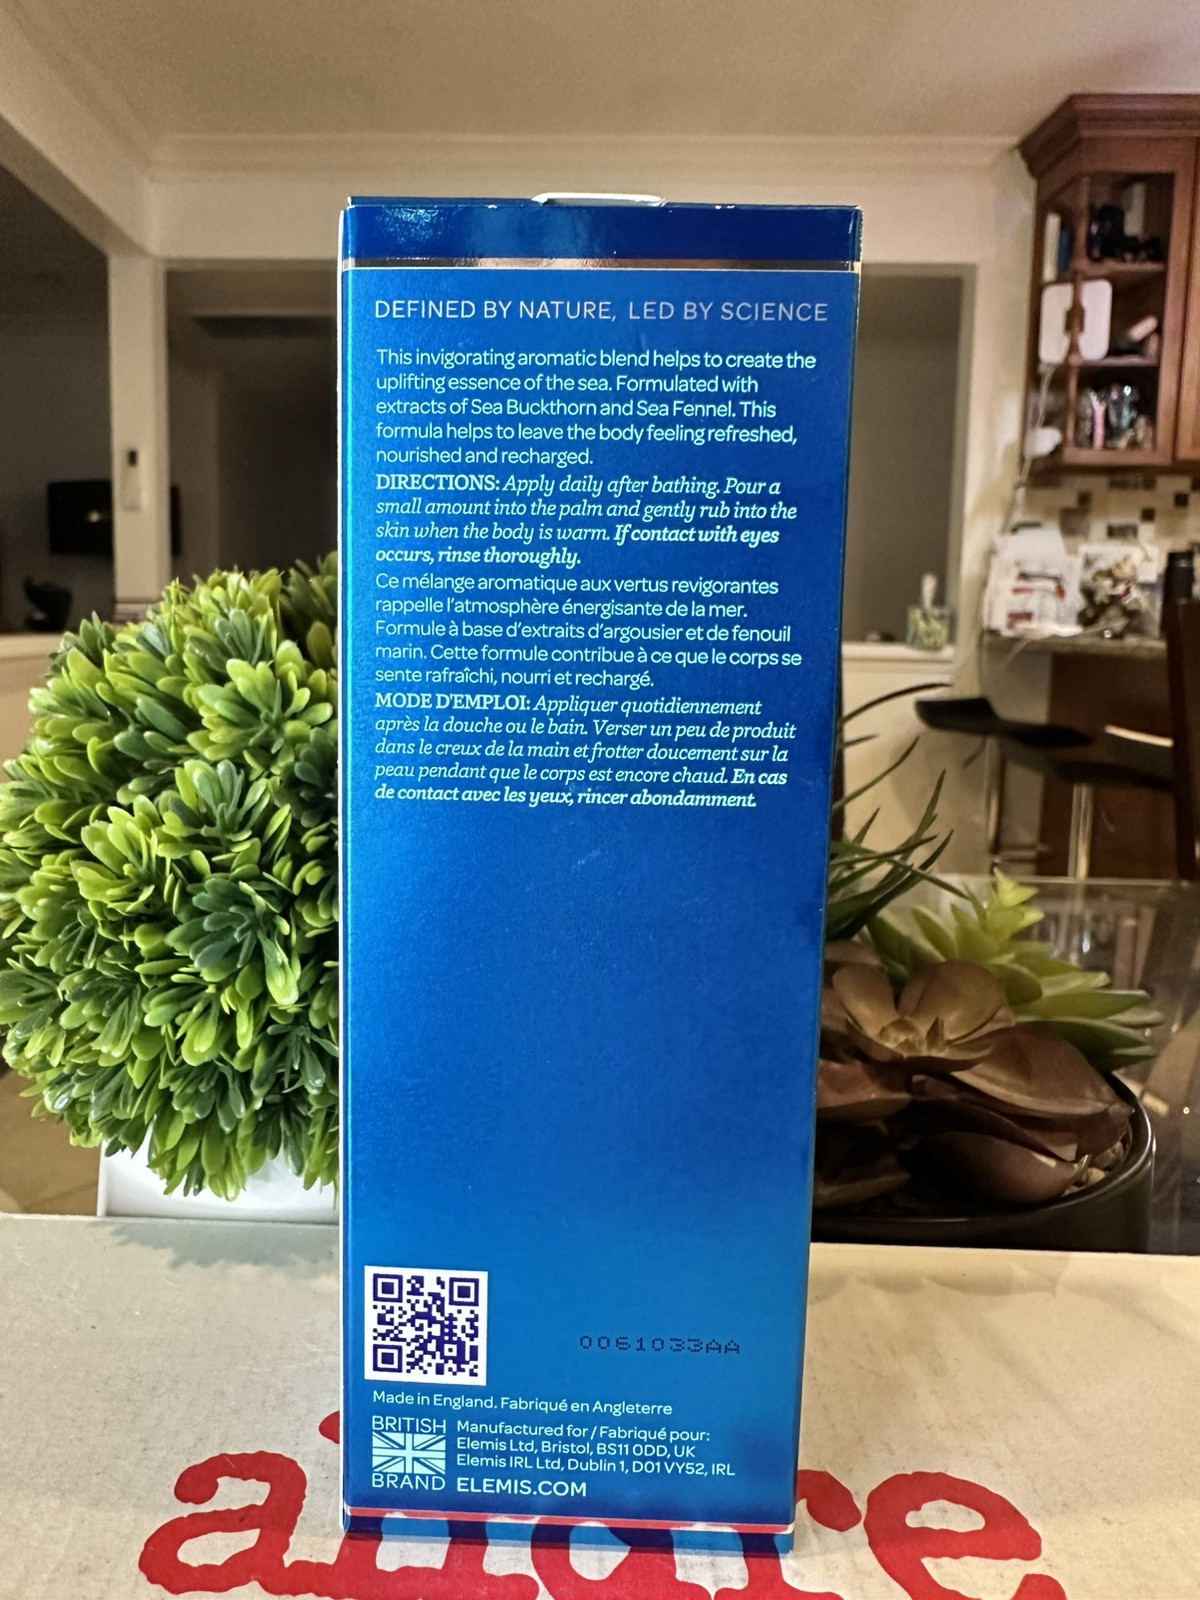 DEFINED BY NATURE, LED BY SCIENCE
This invigorating aromatic blend helps to create the
uplifting essence of the sea. Formulated with
extracts of Sea Buckthorn and Sea Fennel. This
formula helps to leave the body feeling refreshed,
nourished and recharged.
DIRECTIONS: Apply daily after bathing. Pour a
small amount into the palm and gently rub into the
skin when the body is warm. If contact with eyes
occurs, rinse thoroughly.
Ce mélange aromatique aux vertus revigorantes
rappelle l'atmosphère énergisante de la mer.
Formule à base d'extraits d'argousier et de fenouil
marin. Cette formule contribue à ce que le corps se
sente rafraîchi, nourri et rechargé.
MODE D'EMPLOI: Appliquer quotidiennement
après la douche ou le bain. Verser un peu de produit
dans le creux de la main et frotter doucement sur la
peau pendant que le corps est encore chaud. En cas
de contact avec les yeux, rincer abondamment.
0061033AA
Made in England. Fabriqué en Angleterre
BRITISH
BRAND
Manufactured for / Fabriqué pour:
Elemis Ltd, Bristol, BS11 0DD, UK
Elemis IRL Ltd, Dublin 1, D01 VY52, IRL
ELEMIS.COM